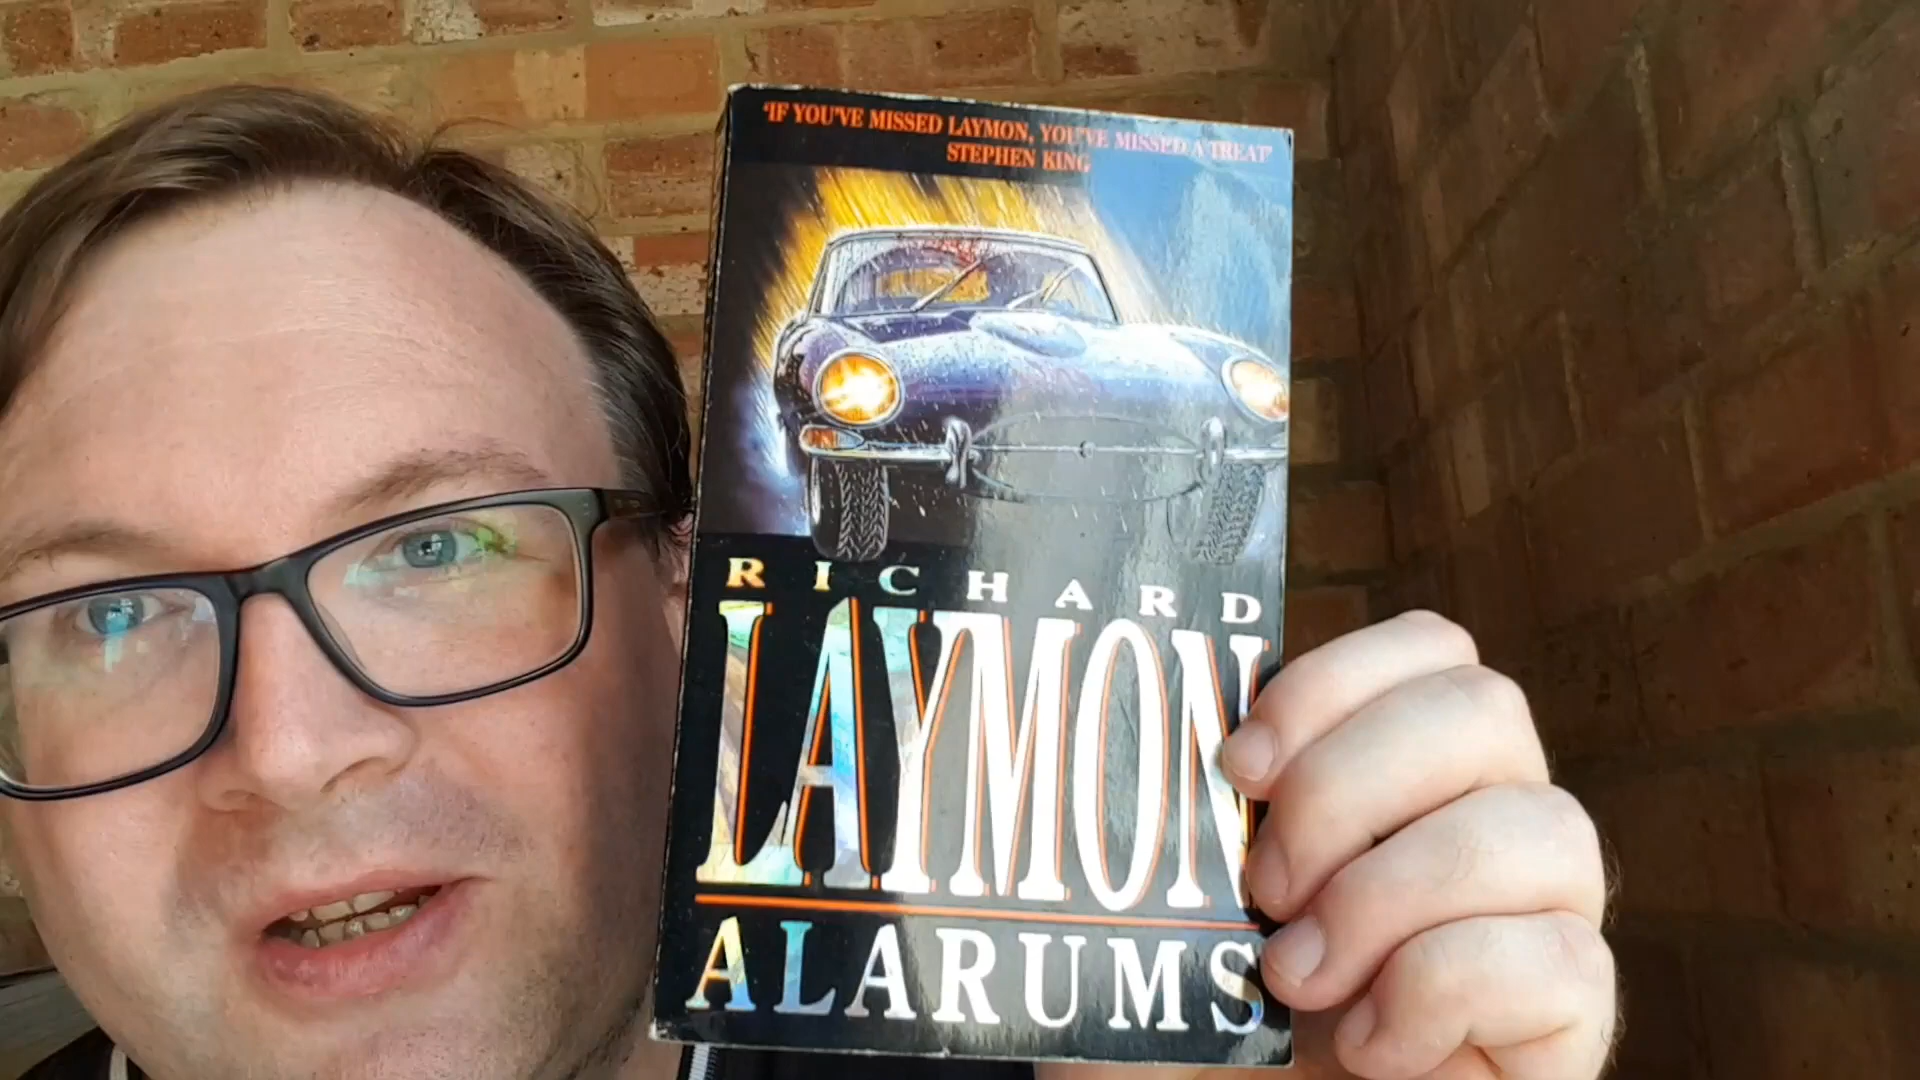 'IF YOU'VE MISSED LAYMON, YOU'VE MISSED A TREAT'
STEPHEN KING
RICHARD
LAYMON
ALARUMS